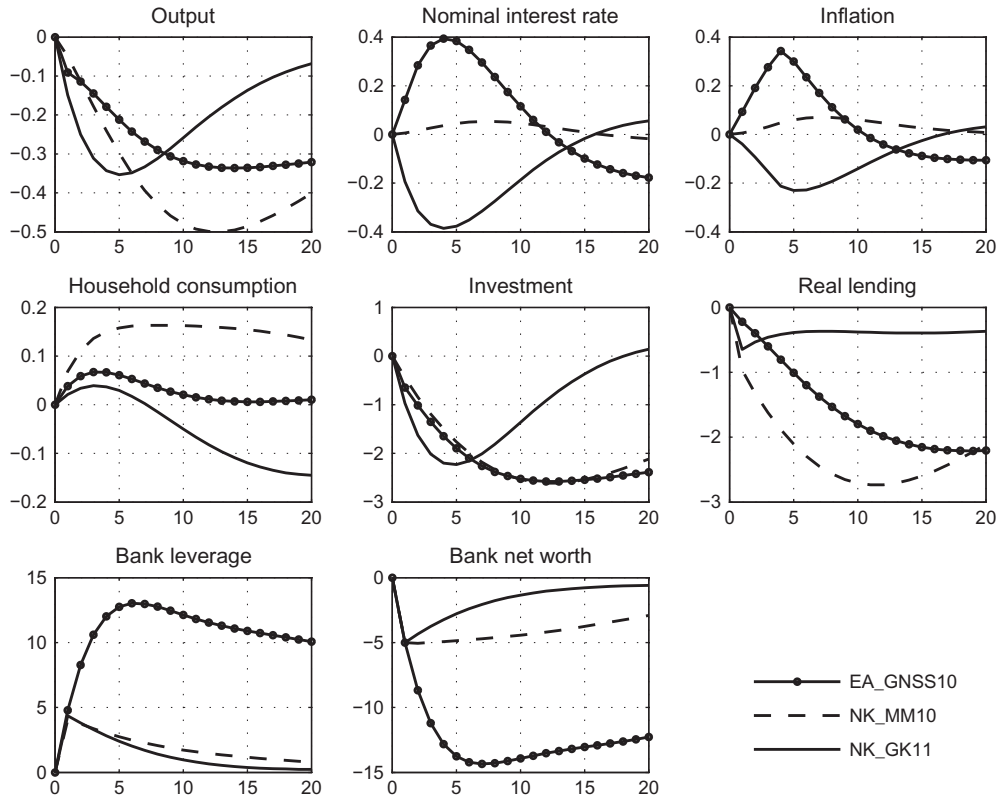 Output
Nominal interest rate
Inflation
0
−0.1
−0.2
−0.3
−0.4
−0.5
0 5 10 15 20
0.4
0.2
0
−0.2
−0.4
0 5 10 15 20
0.4
0.2
0
−0.2
−0.4
0 5 10 15 20
Household consumption
Investment
Real lending
0.2
0.1
0
−0.1
−0.2
0 5 10 15 20
1
0
−1
−2
−3
0 5 10 15 20
0
−1
−2
−3
0 5 10 15 20
Bank leverage
Bank net worth
15
10
5
0
0 5 10 15 20
0
−5
−10
−15
0 5 10 15 20
EA_GNSS10
NK_MM10
NK_GK11